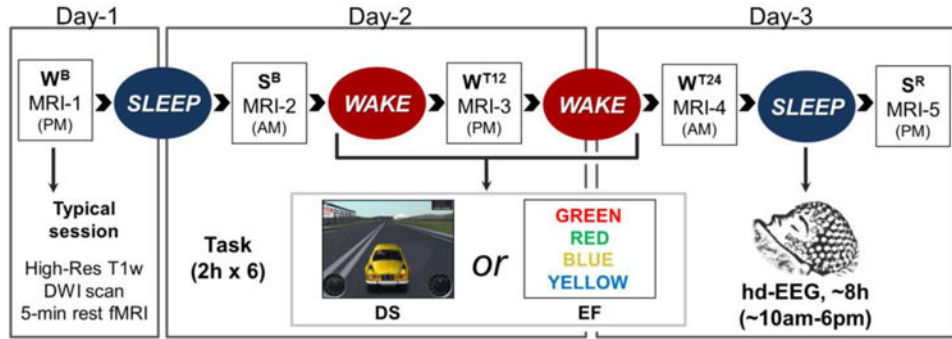 Day-1
Day-2
Day-3
W^B
MRI-1
(PM)
SLEEP
S^B
MRI-2
(AM)
WAKE
W^T12
MRI-3
(PM)
WAKE
W^T24
MRI-4
(AM)
SLEEP
S^R
MRI-5
(PM)
Typical
session
High-Res T1w
DWI scan
5-min rest fMRI
Task
(2h x 6)
DS
or
GREEN
RED
BLUE
YELLOW
EF
hd-EEG, ~8h
(~10am-6pm)